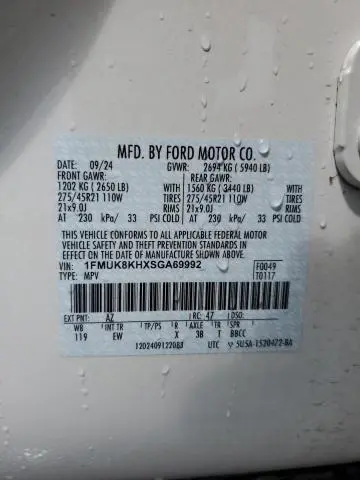 MFD. BY FORD MOTOR CO.
DATE: 09/24 GVWR: 2694 KG ( 5940 LB)
FRONT GAWR: REAR GAWR:
1202 KG ( 2650 LB) WITH 1560 KG ( 3440 LB) WITH
275/45R21 110W TIRES 275/45R21 110W TIRES
21x9.0J RIMS 21x9.0J RIMS
AT 230 kPa/ 33 PSI COLD AT 230 kPa/ 33 PSI COLD
THIS VEHICLE CONFORMS TO ALL APPLICABLE FEDERAL MOTOR
VEHICLE SAFETY AND THEFT PREVENTION STANDARDS IN EFFECT ON
THE DATE OF MANUFACTURE SHOWN ABOVE.
VIN: 1FMUK8KHXSGA69992 F0049
TYPE: MPV T0117
EXT PNT: AZ RC: 47 DSO:
WB INT TR TP/PS R AXLE TR SPR
119 EW X 3B T BBCC
UTC 5U5A-1520472-BA